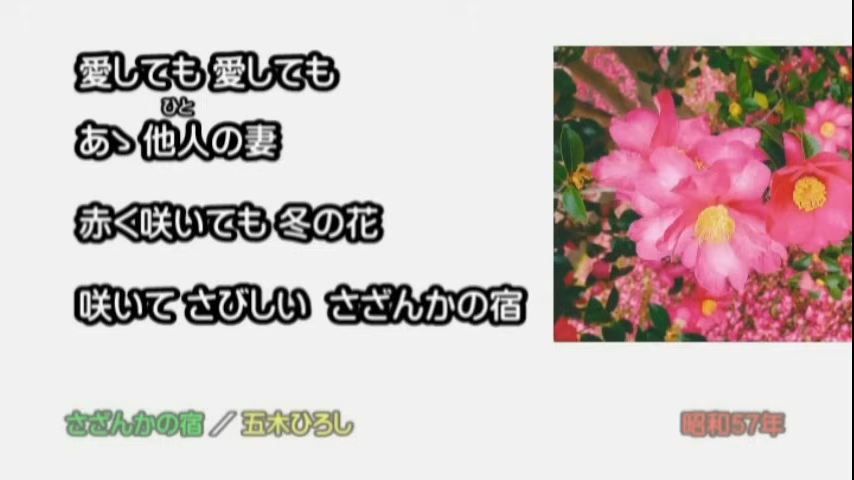 愛しても 愛しても
ひと
あゝ 他人の妻
赤く咲いても 冬の花
咲いて さびしい さざんかの宿
さざんかの宿 / 五木ひろし
昭和57年